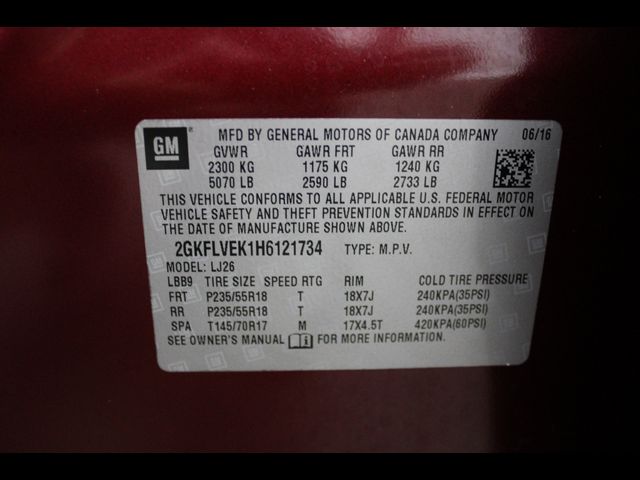 GM MFD BY GENERAL MOTORS OF CANADA COMPANY 06/16
GVWR GAWR FRT GAWR RR
2300 KG 1175 KG 1240 KG
5070 LB 2590 LB 2733 LB
THIS VEHICLE CONFORMS TO ALL APPLICABLE U.S. FEDERAL MOTOR
VEHICLE SAFETY AND THEFT PREVENTION STANDARDS IN EFFECT ON
THE DATE OF MANUFACTURE SHOWN ABOVE.
2GKFLVEK1H6121734 TYPE: M.P.V.
MODEL: LJ26
LBB9 TIRE SIZE SPEED RTG RIM COLD TIRE PRESSURE
FRT P235/55R18 T 18X7J 240KPA(35PSI)
RR P235/55R18 T 18X7J 240KPA(35PSI)
SPA T145/70R17 M 17X4.5T 420KPA(60PSI)
SEE OWNER'S MANUAL FOR MORE INFORMATION.